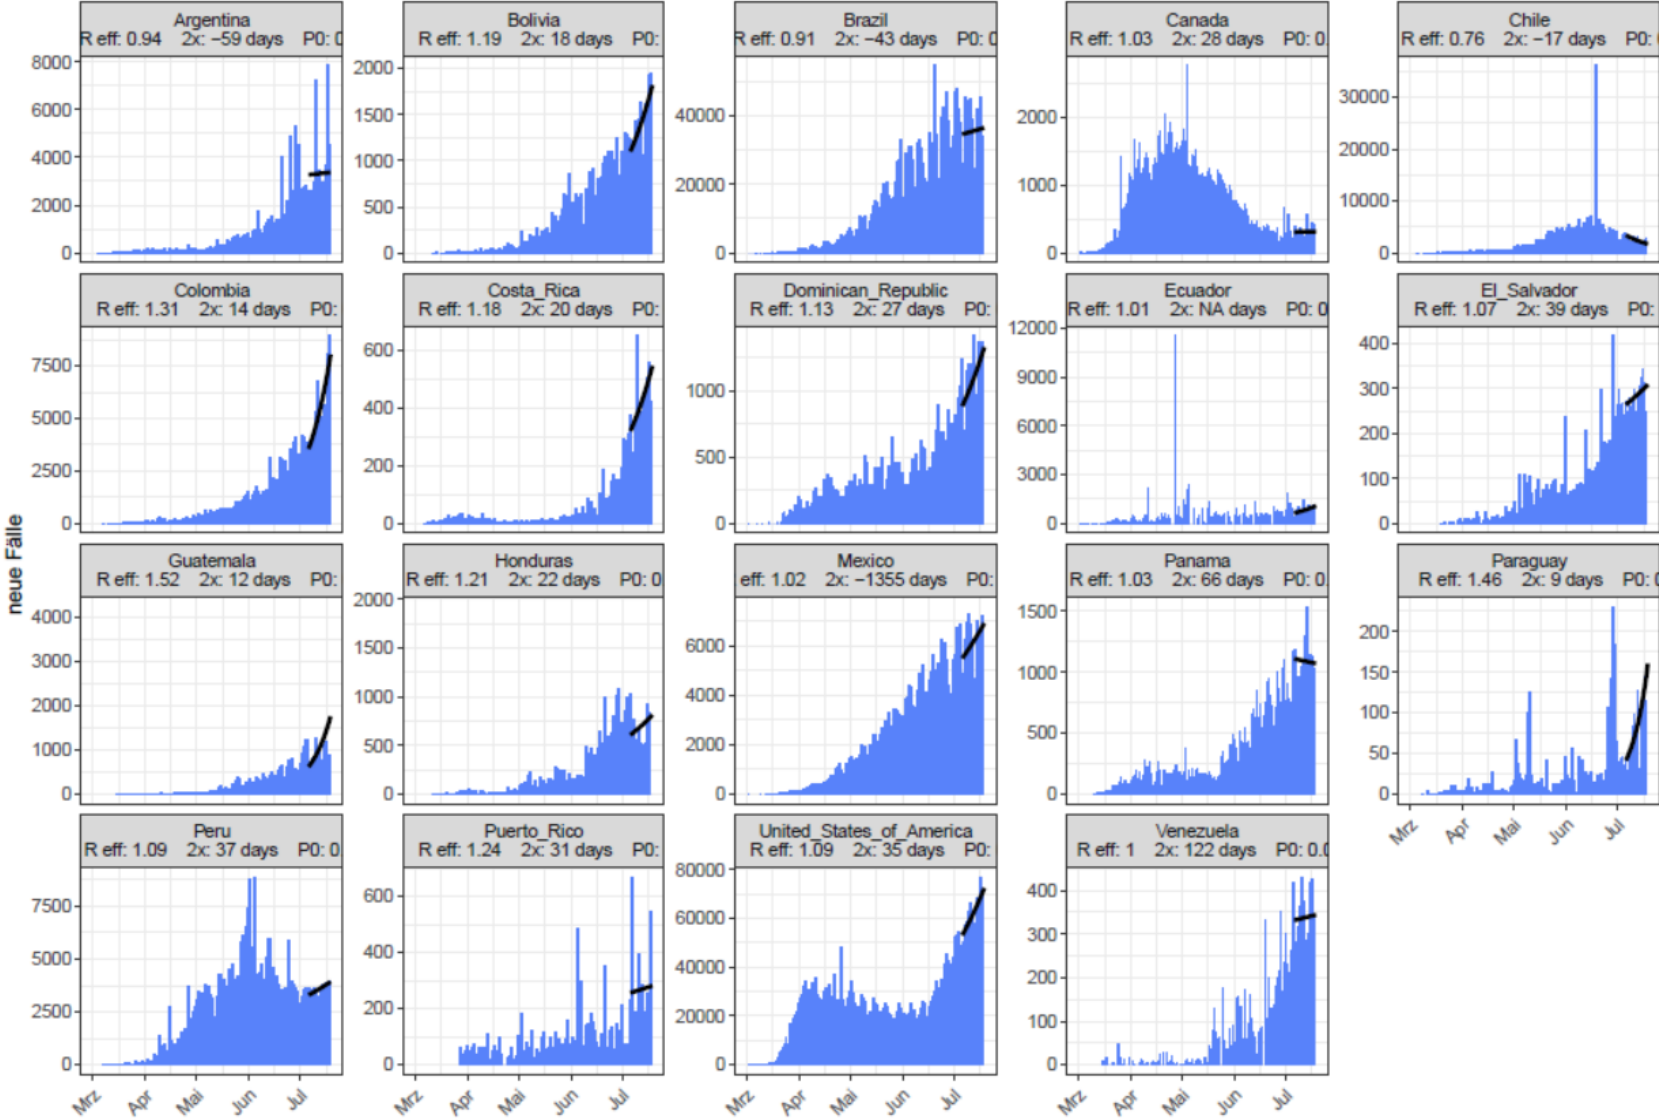 Argentina
R eff: 0.94 2x: −59 days P0: 0
Bolivia
R eff: 1.19 2x: 18 days P0:
Brazil
R eff: 0.91 2x: −43 days P0: 0
Canada
R eff: 1.03 2x: 28 days P0: 0.
Chile
R eff: 0.76 2x: −17 days P0:
8000
6000
4000
2000
0
2000
1500
1000
500
0
40000
20000
0
2000
1000
0
30000
20000
10000
0
Colombia
R eff: 1.31 2x: 14 days P0:
Costa_Rica
R eff: 1.18 2x: 20 days P0:
Dominican_Republic
R eff: 1.13 2x: 27 days P0:
Ecuador
R eff: 1.01 2x: NA days P0: 0
El_Salvador
R eff: 1.07 2x: 39 days P0:
7500
5000
2500
0
600
400
200
0
1000
500
0
12000
9000
6000
3000
0
400
300
200
100
0
neue Fälle
Guatemala
R eff: 1.52 2x: 12 days P0:
Honduras
R eff: 1.21 2x: 22 days P0: 0
Mexico
eff: 1.02 2x: −1355 days P0:
Panama
R eff: 1.03 2x: 66 days P0: 0.
Paraguay
R eff: 1.46 2x: 9 days P0: 0
4000
3000
2000
1000
0
2000
1500
1000
500
0
6000
4000
2000
0
1500
1000
500
0
200
150
100
50
0
Mrz Apr Mai Jun Jul
Peru
R eff: 1.09 2x: 37 days P0: 0
Puerto_Rico
R eff: 1.24 2x: 31 days P0:
United_States_of_America
R eff: 1.09 2x: 35 days P0:
Venezuela
R eff: 1 2x: 122 days P0: 0.0
7500
5000
2500
0
600
400
200
0
80000
60000
40000
20000
0
400
300
200
100
0
Mrz Apr Mai Jun Jul
Mrz Apr Mai Jun Jul
Mrz Apr Mai Jun Jul
Mrz Apr Mai Jun Jul